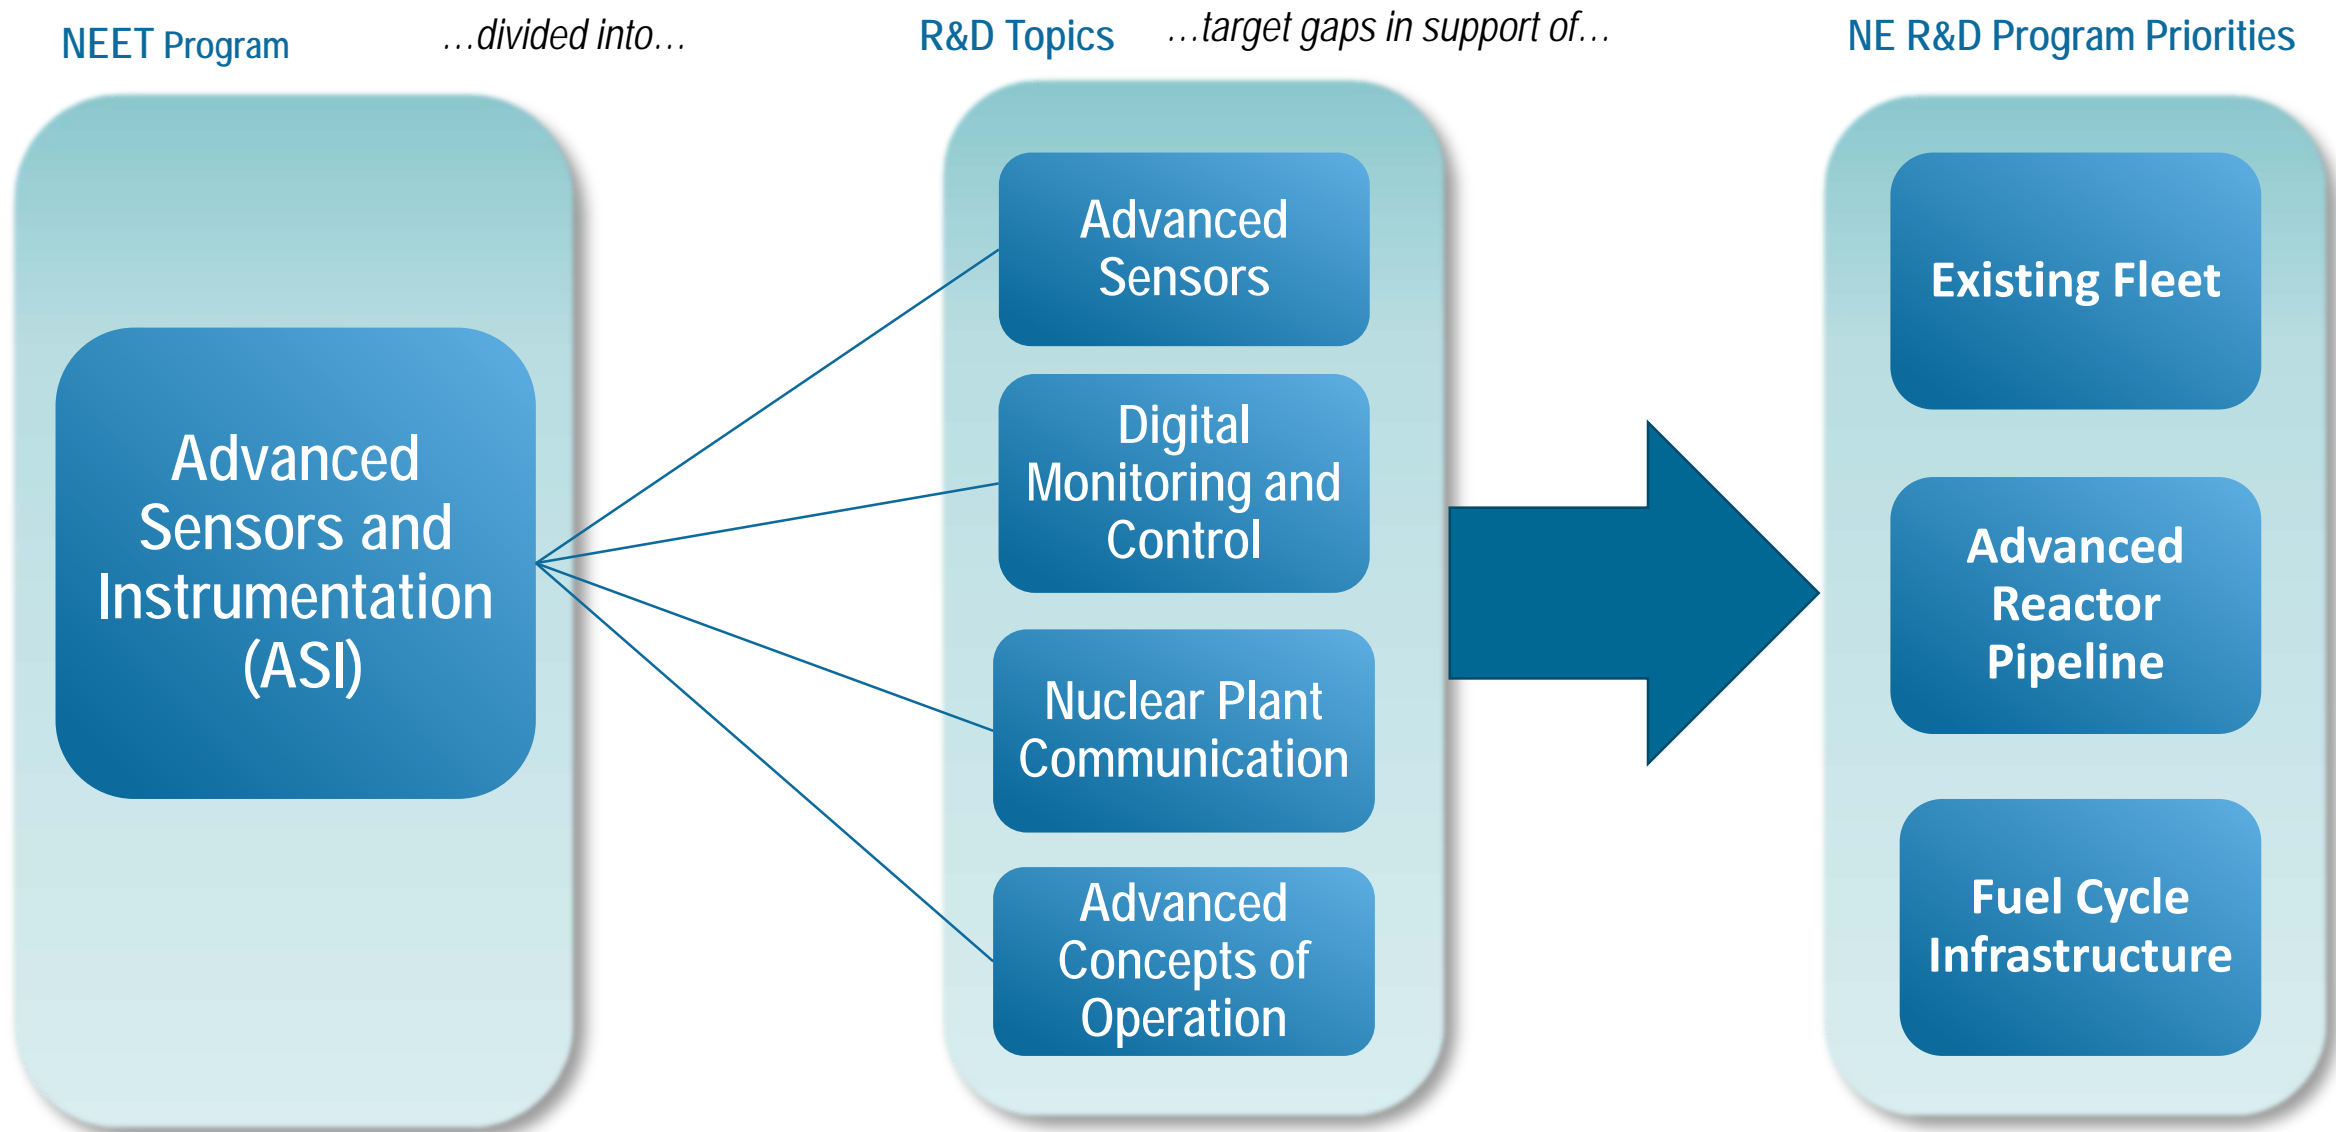 NEET Program
…divided into…
R&D Topics
…target gaps in support of…
NE R&D Program Priorities
Advanced
Sensors and
Instrumentation
(ASI)
Advanced
Sensors
Digital
Monitoring and
Control
Nuclear Plant
Communication
Advanced
Concepts of
Operation
Existing Fleet
Advanced
Reactor
Pipeline
Fuel Cycle
Infrastructure